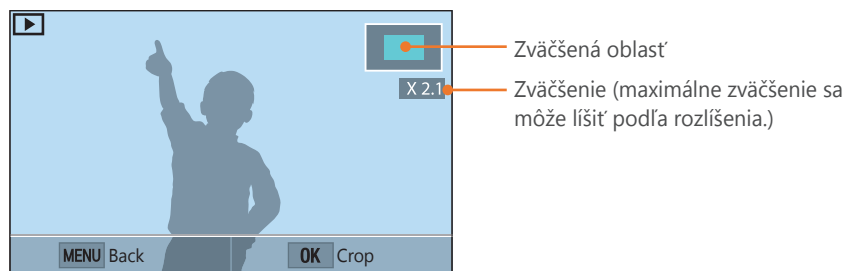 Zväčšená oblasť
X 2.1
Zväčšenie (maximálne zväčšenie sa
môže líšiť podľa rozlíšenia.)
MENU Back
OK Crop